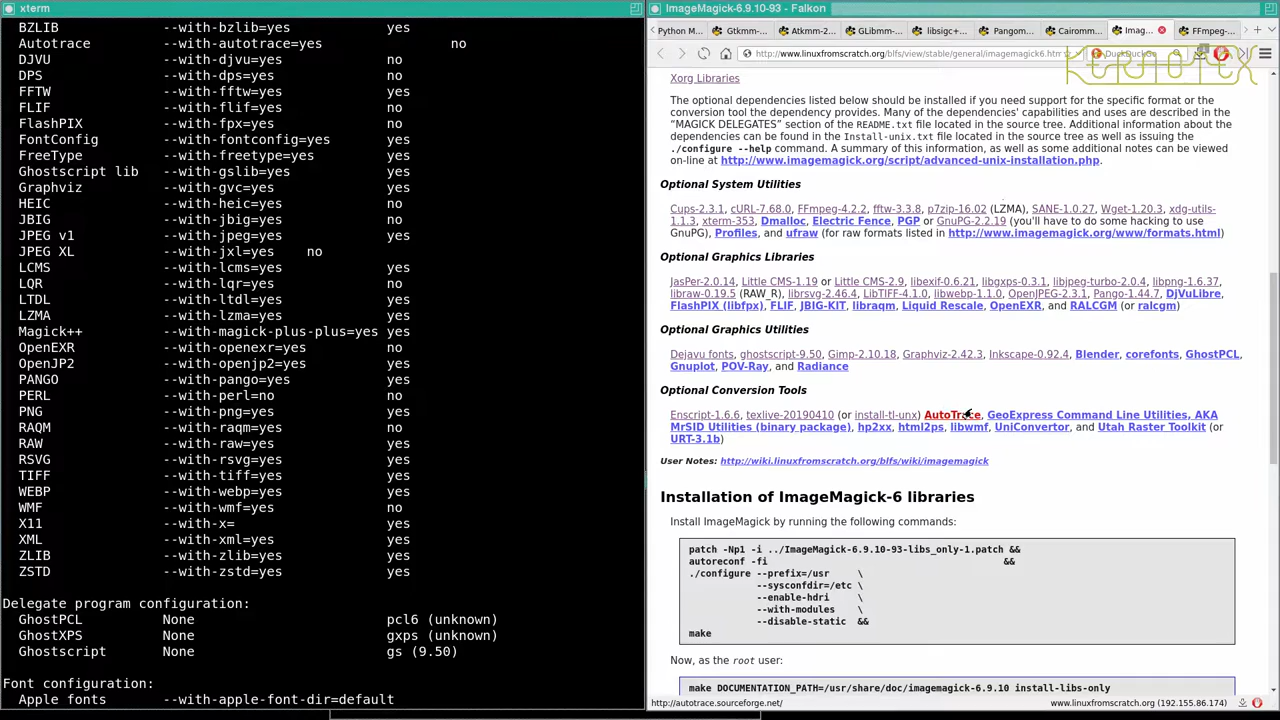 xterm
BZLIB --with-bzlib=yes yes
Autotrace --with-autotrace=yes no
DJVU --with-djvu=yes no
DPS --with-dps=yes no
FFTW --with-fftw=yes yes
FLIF --with-flif=yes no
FlashPIX --with-fpx=yes no
FontConfig --with-fontconfig=yes yes
FreeType --with-freetype=yes yes
Ghostscript lib --with-gslib=yes yes
Graphviz --with-gvc=yes yes
HEIC --with-heic=yes no
JBIG --with-jbig=yes no
JPEG v1 --with-jpeg=yes yes
JPEG XL --with-jxl=yes no
LCMS --with-lcms=yes yes
LQR --with-lqr=yes no
LTDL --with-ltdl=yes yes
LZMA --with-lzma=yes yes
Magick++ --with-magick-plus-plus=yes yes
OpenEXR --with-openexr=yes no
OpenJP2 --with-openjp2=yes yes
PANGO --with-pango=yes yes
PERL --with-perl=no no
PNG --with-png=yes yes
RAQM --with-raqm=yes no
RAW --with-raw=yes yes
RSVG --with-rsvg=yes yes
TIFF --with-tiff=yes yes
WEBP --with-webp=yes yes
WMF --with-wmf=yes no
X11 --with-x= yes
XML --with-xml=yes yes
ZLIB --with-zlib=yes yes
ZSTD --with-zstd=yes yes
Delegate program configuration:
GhostPCL None pcl6 (unknown)
GhostXPS None gxps (unknown)
Ghostscript None gs (9.50)
Font configuration:
Apple fonts --with-apple-font-dir=default
ImageMagick-6.9.10-93 - Falkon
Python M... Gtkmm-... Atkmm-2... GLibmm-... libsigc+... Pangom... Cairomm... Imag... FFmpeg-...
http://www.linuxfromscratch.org/blfs/view/stable/general/imagemagick6.htm DuckDuckGo
KERNOTEX
Xorg Libraries
The optional dependencies listed below should be installed if you need support for the specific format or the
conversion tool the dependency provides. Many of the dependencies' capabilities and uses are described in the
“MAGICK DELEGATES” section of the README.txt file located in the source tree. Additional information about the
dependencies can be found in the Install-unix.txt file located in the source tree as well as issuing the
./configure --help command. A summary of this information, as well as some additional notes can be viewed
on-line at http://www.imagemagick.org/script/advanced-unix-installation.php.
Optional System Utilities
Cups-2.3.1, cURL-7.68.0, FFmpeg-4.2.2, fftw-3.3.8, p7zip-16.02 (LZMA), SANE-1.0.27, Wget-1.20.3, xdg-utils-
1.1.3, xterm-353, Dmalloc, Electric Fence, PGP or GnuPG-2.2.19 (you'll have to do some hacking to use
GnuPG), Profiles, and ufraw (for raw formats listed in http://www.imagemagick.org/www/formats.html)
Optional Graphics Libraries
JasPer-2.0.14, Little CMS-1.19 or Little CMS-2.9, libexif-0.6.21, libgxps-0.3.1, libjpeg-turbo-2.0.4, libpng-1.6.37,
libraw-0.19.5 (RAW_R), librsvg-2.46.4, LibTIFF-4.1.0, libwebp-1.1.0, OpenJPEG-2.3.1, Pango-1.44.7, DjVuLibre,
FlashPIX (libfpx), FLIF, JBIG-KIT, libraqm, Liquid Rescale, OpenEXR, and RALCGM (or ralcgm)
Optional Graphics Utilities
Dejavu fonts, ghostscript-9.50, Gimp-2.10.18, Graphviz-2.42.3, Inkscape-0.92.4, Blender, corefonts, GhostPCL,
Gnuplot, POV-Ray, and Radiance
Optional Conversion Tools
Enscript-1.6.6, texlive-20190410 (or install-tl-unx) AutoTrace, GeoExpress Command Line Utilities, AKA
MrSID Utilities (binary package), hp2xx, html2ps, libwmf, UniConvertor, and Utah Raster Toolkit (or
URT-3.1b)
User Notes: http://wiki.linuxfromscratch.org/blfs/wiki/imagemagick
Installation of ImageMagick-6 libraries
Install ImageMagick by running the following commands:
patch -Np1 -i ../ImageMagick-6.9.10-93-libs_only-1.patch &&
autoreconf -fi &&
./configure --prefix=/usr \
--sysconfdir=/etc \
--enable-hdri \
--with-modules \
--disable-static &&
make
Now, as the root user:
make DOCUMENTATION_PATH=/usr/share/doc/imagemagick-6.9.10 install-libs-only
http://autotrace.sourceforge.net/ www.linuxfromscratch.org (192.155.86.174)